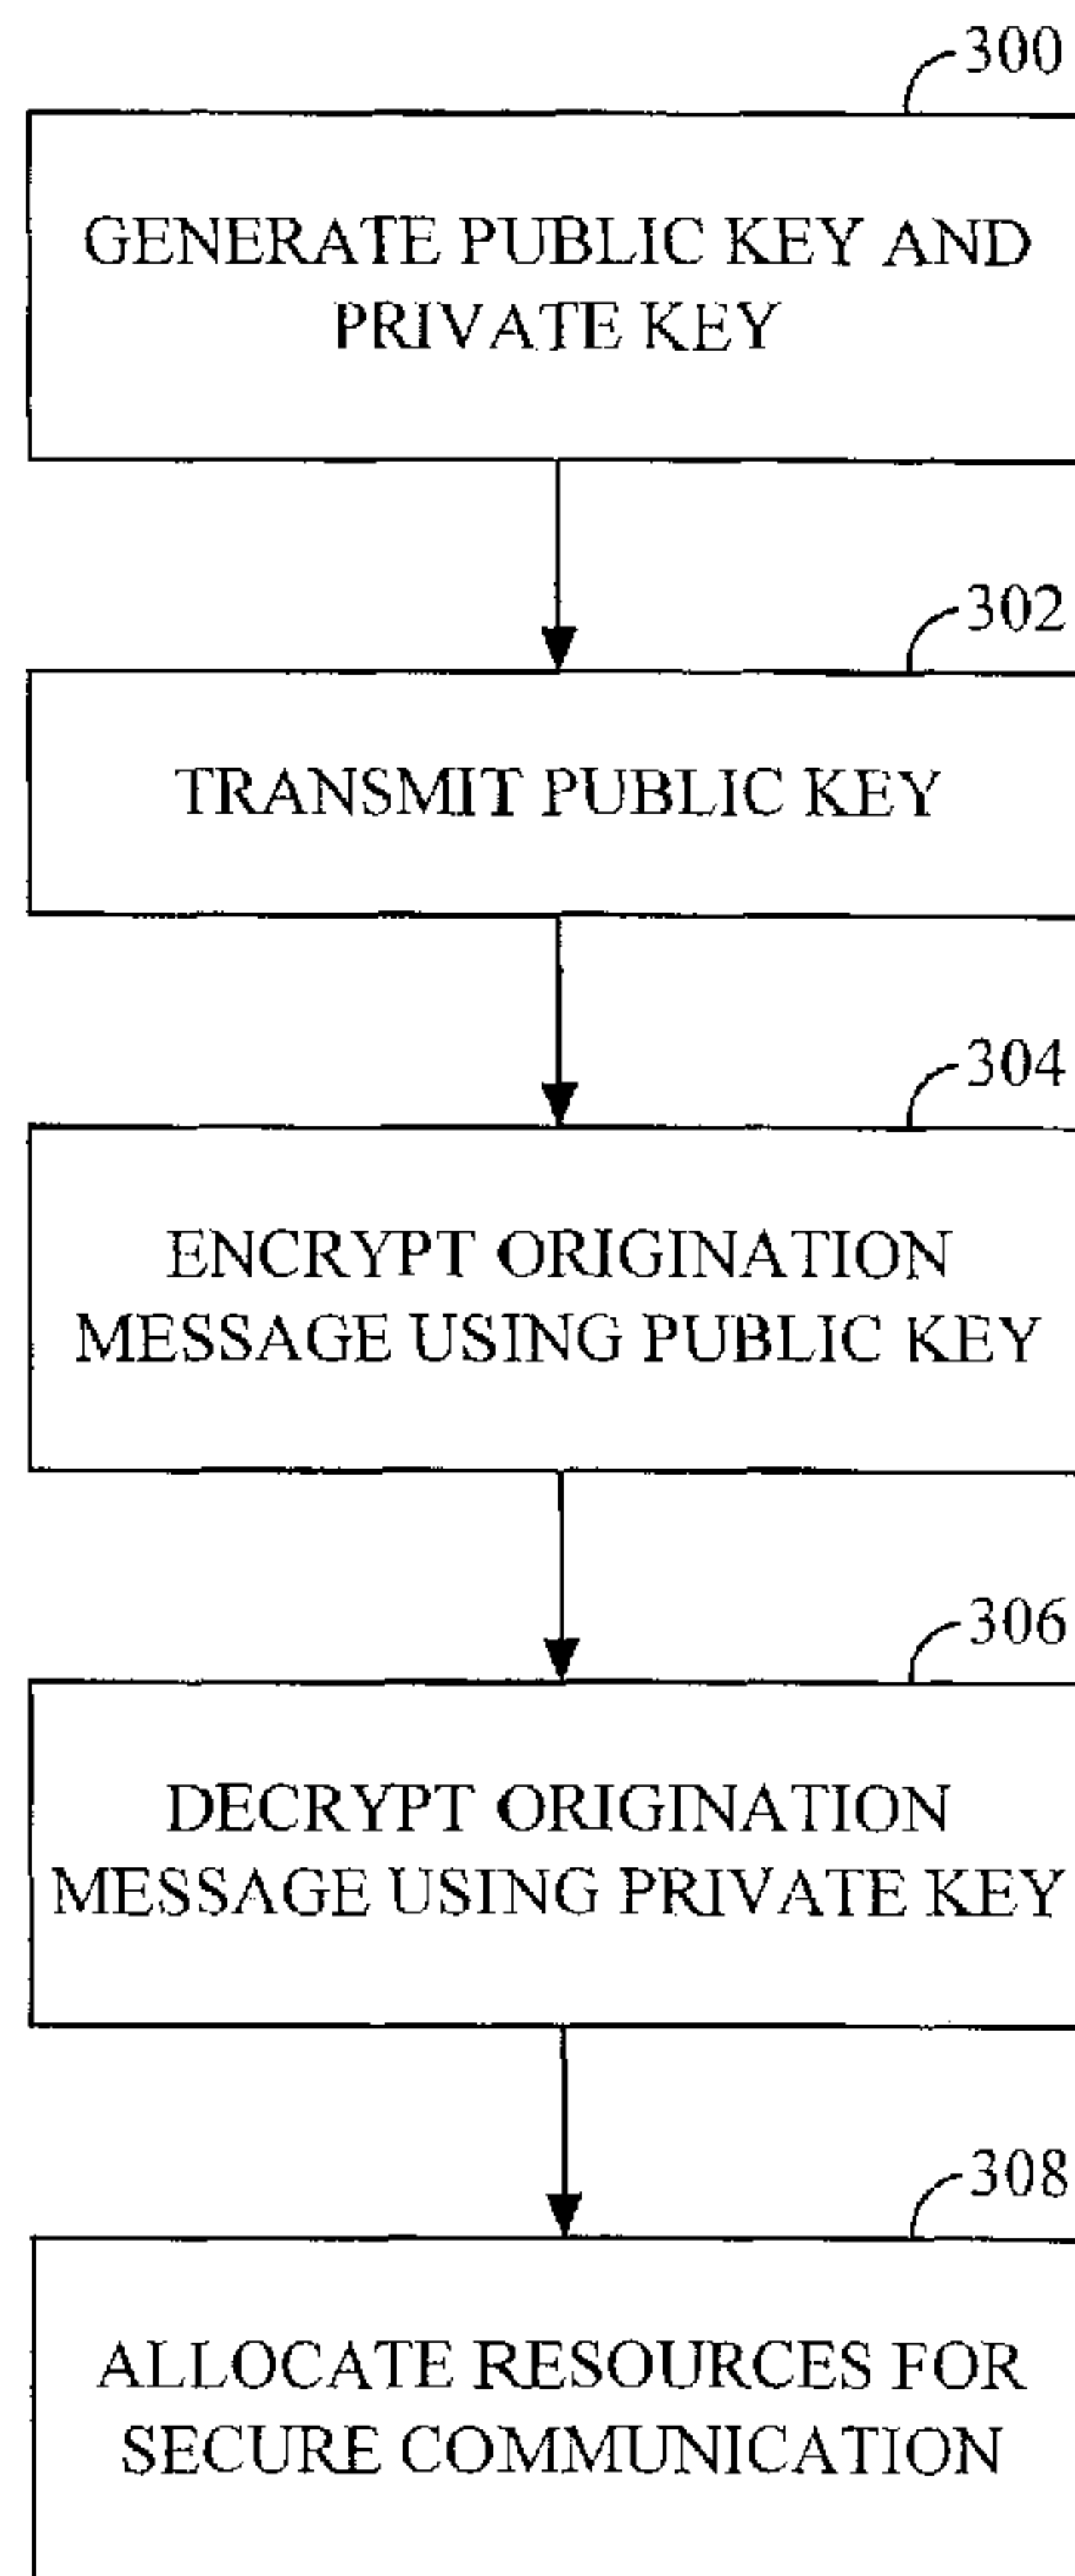 300
GENERATE PUBLIC KEY AND
PRIVATE KEY
302
TRANSMIT PUBLIC KEY
304
ENCRYPT ORIGINATION
MESSAGE USING PUBLIC KEY
306
DECRYPT ORIGINATION
MESSAGE USING PRIVATE KEY
308
ALLOCATE RESOURCES FOR
SECURE COMMUNICATION